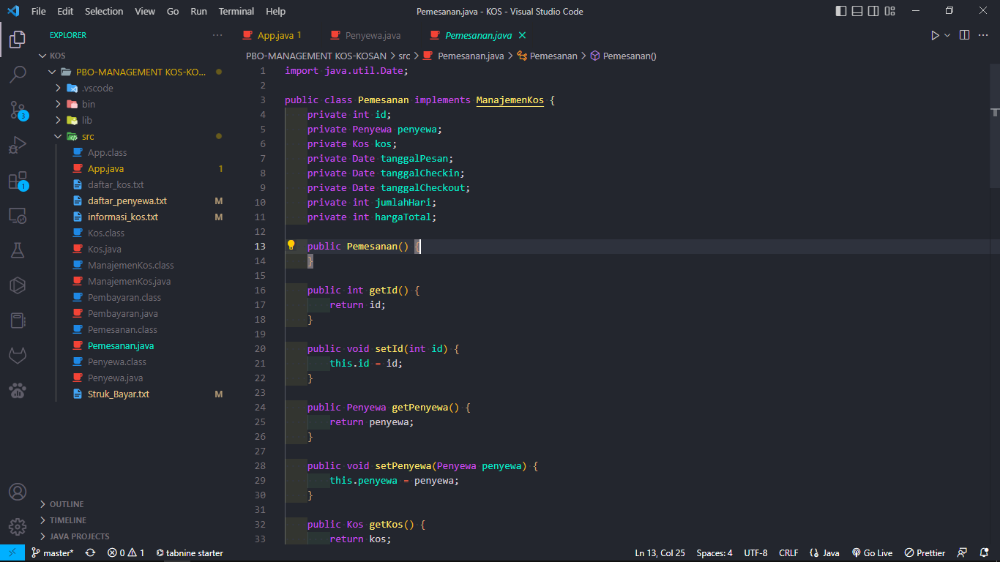 File Edit Selection View Go Run Terminal Help
Pemesanan.java - KOS - Visual Studio Code
EXPLORER
KOS
PBO-MANAGEMENT KOS-KO...
.vscode
bin
lib
src
App.class
App.java 1
daftar_kos.txt
daftar_penyewa.txt M
informasi_kos.txt M
Kos.class
Kos.java
ManajemenKos.class
ManajemenKos.java
Pembayaran.class
Pembayaran.java
Pemesanan.class
Pemesanan.java
Penyewa.class
Penyewa.java
Struk_Bayar.txt M
OUTLINE
TIMELINE
JAVA PROJECTS
3
1
App.java 1 Penyewa.java Pemesanan.java
PBO-MANAGEMENT KOS-KOSAN > src > Pemesanan.java > Pemesanan > Pemesanan()
1 import java.util.Date;
2
3 public class Pemesanan implements ManajemenKos {
4 private int id;
5 private Penyewa penyewa;
6 private Kos kos;
7 private Date tanggalPesan;
8 private Date tanggalCheckin;
9 private Date tanggalCheckout;
10 private int jumlahHari;
11 private int hargaTotal;
12
13 public Pemesanan() {
14 }
15
16 public int getId() {
17 return id;
18 }
19
20 public void setId(int id) {
21 this.id = id;
22 }
23
24 public Penyewa getPenyewa() {
25 return penyewa;
26 }
27
28 public void setPenyewa(Penyewa penyewa) {
29 this.penyewa = penyewa;
30 }
31
32 public Kos getKos() {
33 return kos;
master* 0 1 tabnine starter
Ln 13, Col 25 Spaces: 4 UTF-8 CRLF {} Java Go Live Prettier